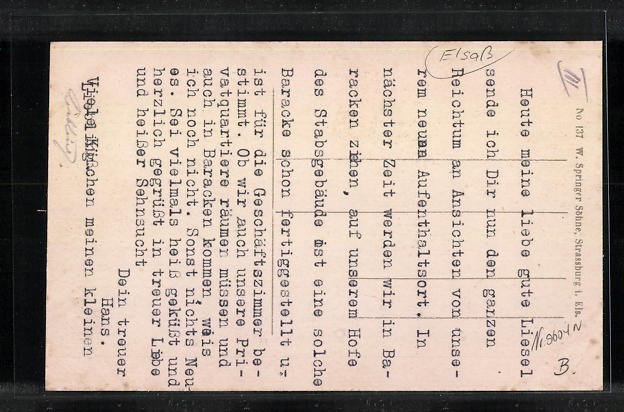 No 137 W. Springer Söhne, Strassburg i. Els.
Elsaß
Heute meine liebe gute Liesel
sende ich Dir nun den ganzen
Reichtum an Ansichten von unse-
rem neuen Aufenthaltsort. In
nächster Zeit werden wir in Ba-
racken ziehen, auf unserem Hofe
des Stabsgebäude ist eine solche
Baracke schon fertiggestellt u.
ist für die Geschäftszimmer be-
stimmt. Ob wir auch unsere Pri-
vatquartiere räumen müssen und
auch in Baracken kommen weis
ich noch nicht. Sonst nichts Neu
es. Sei vielmals heiß geküßt und
herzlich gegrüßt in treuer Liebe
und heißer Sehnsucht
Dein treuer
Hans.
Viele chen meinen kleinen
B.